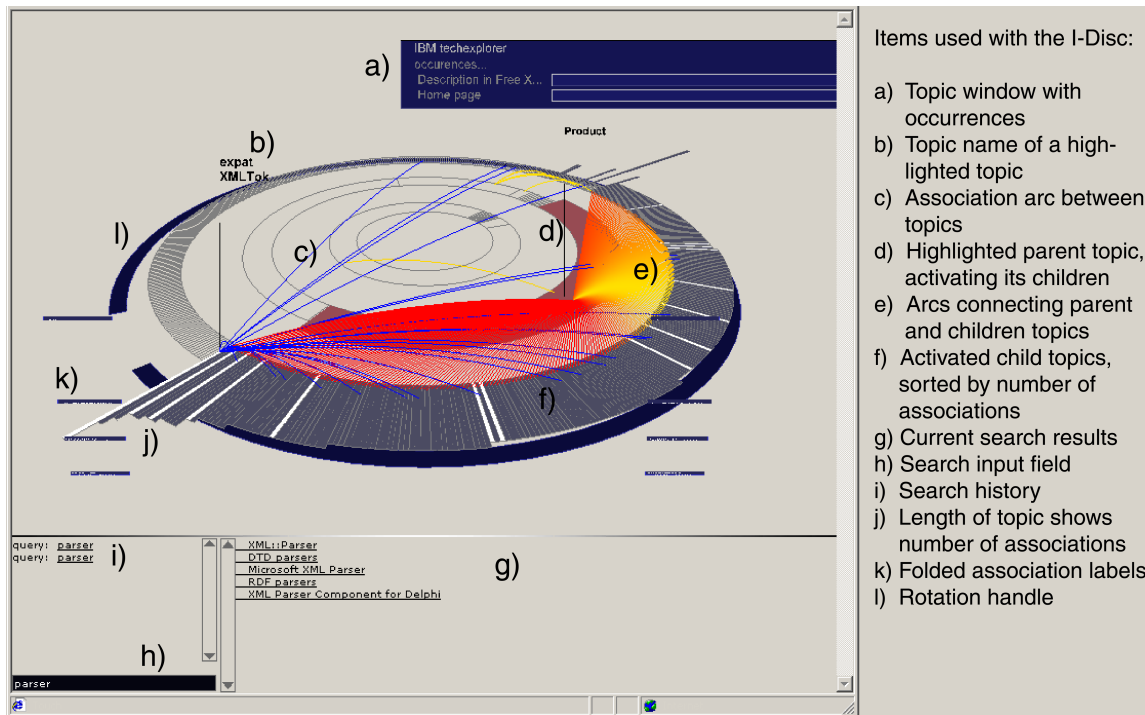 IBM techexplorer
occurences...
Description in Free X...
Home page
a)
Product
b)
expat
XMLTok
l)
c)
d)
e)
k)
f)
j)
query: parser
query: parser
i)
XML::Parser
DTD parsers
Microsoft XML Parser
RDF parsers
XML Parser Component for Delphi
g)
h)
parser
Items used with the I-Disc:
a) Topic window with
occurrences
b) Topic name of a high-
lighted topic
c) Association arc between
topics
d) Highlighted parent topic,
activating its children
e) Arcs connecting parent
and children topics
f) Activated child topics,
sorted by number of
associations
g) Current search results
h) Search input field
i) Search history
j) Length of topic shows
number of associations
k) Folded association labels
l) Rotation handle